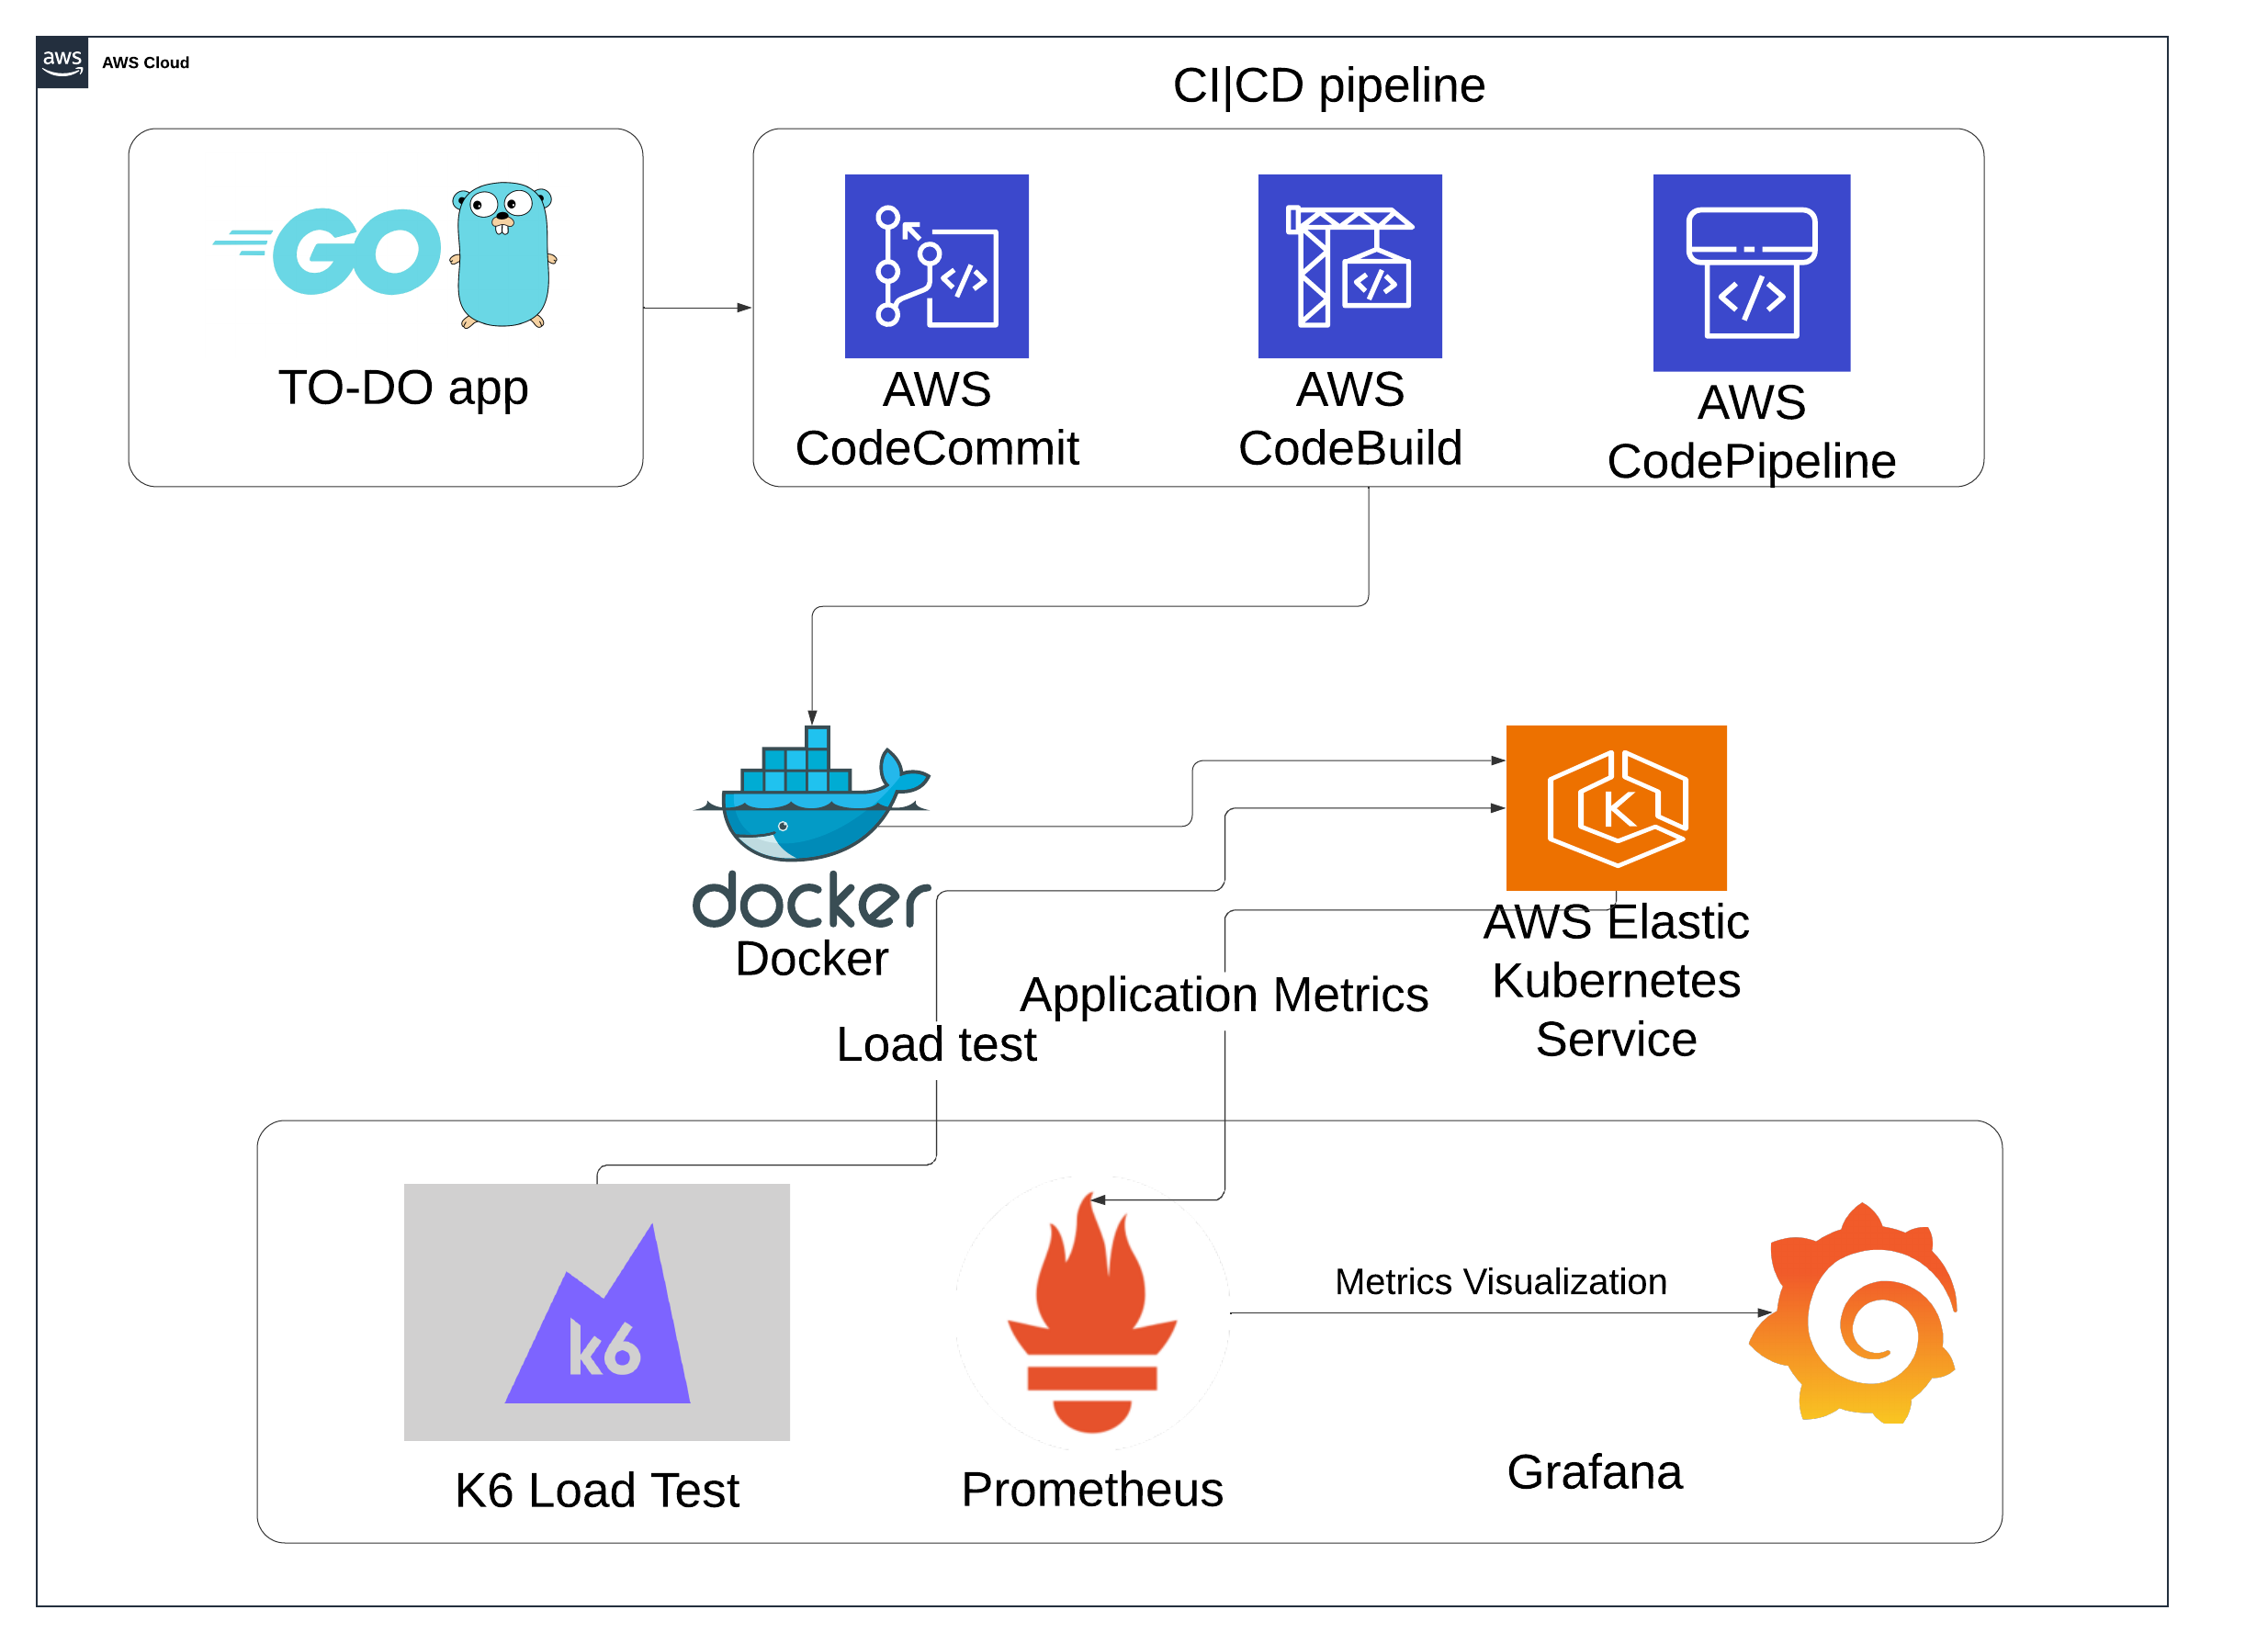 aws
AWS Cloud
CI|CD pipeline
GO
TO-DO app
AWS
CodeCommit
AWS
CodeBuild
AWS
CodePipeline
docker
Docker
K
AWS Elastic
Kubernetes
Service
Application Metrics
Load test
k6
K6 Load Test
Prometheus
Metrics Visualization
Grafana